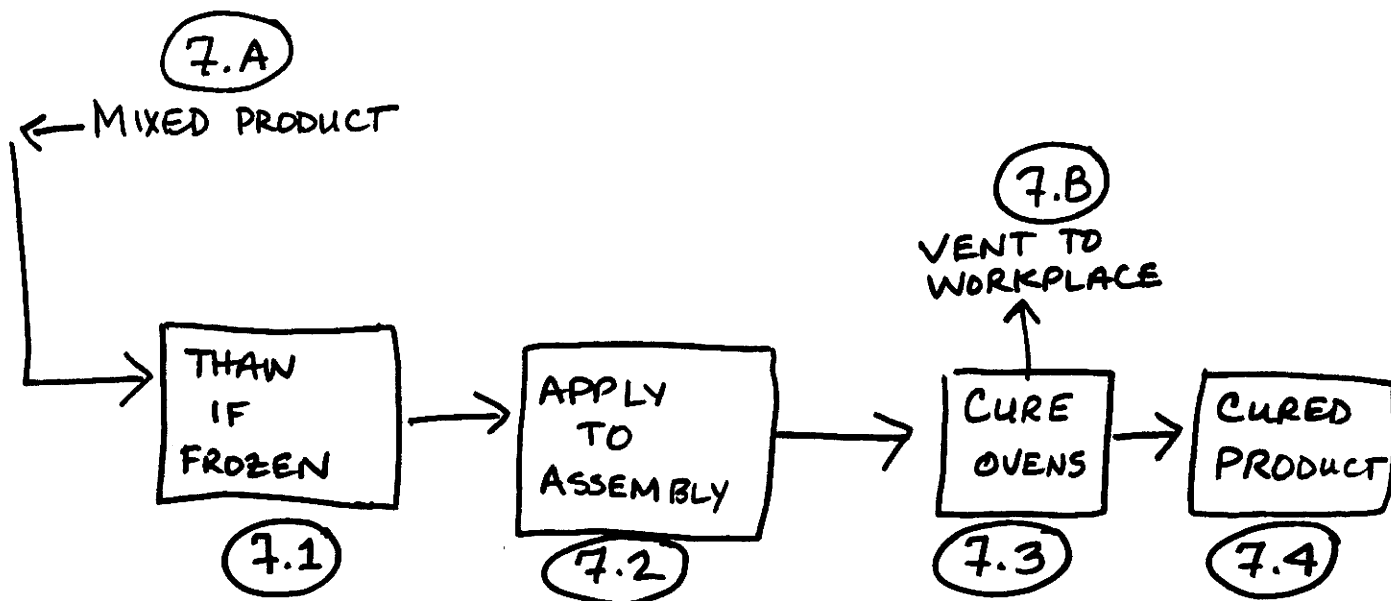 7.A
MIXED PRODUCT
7.B
VENT TO
WORKPLACE
THAW
IF
FROZEN
7.1
APPLY
TO
ASSEMBLY
7.2
CURE
OVENS
7.3
CURED
PRODUCT
7.4